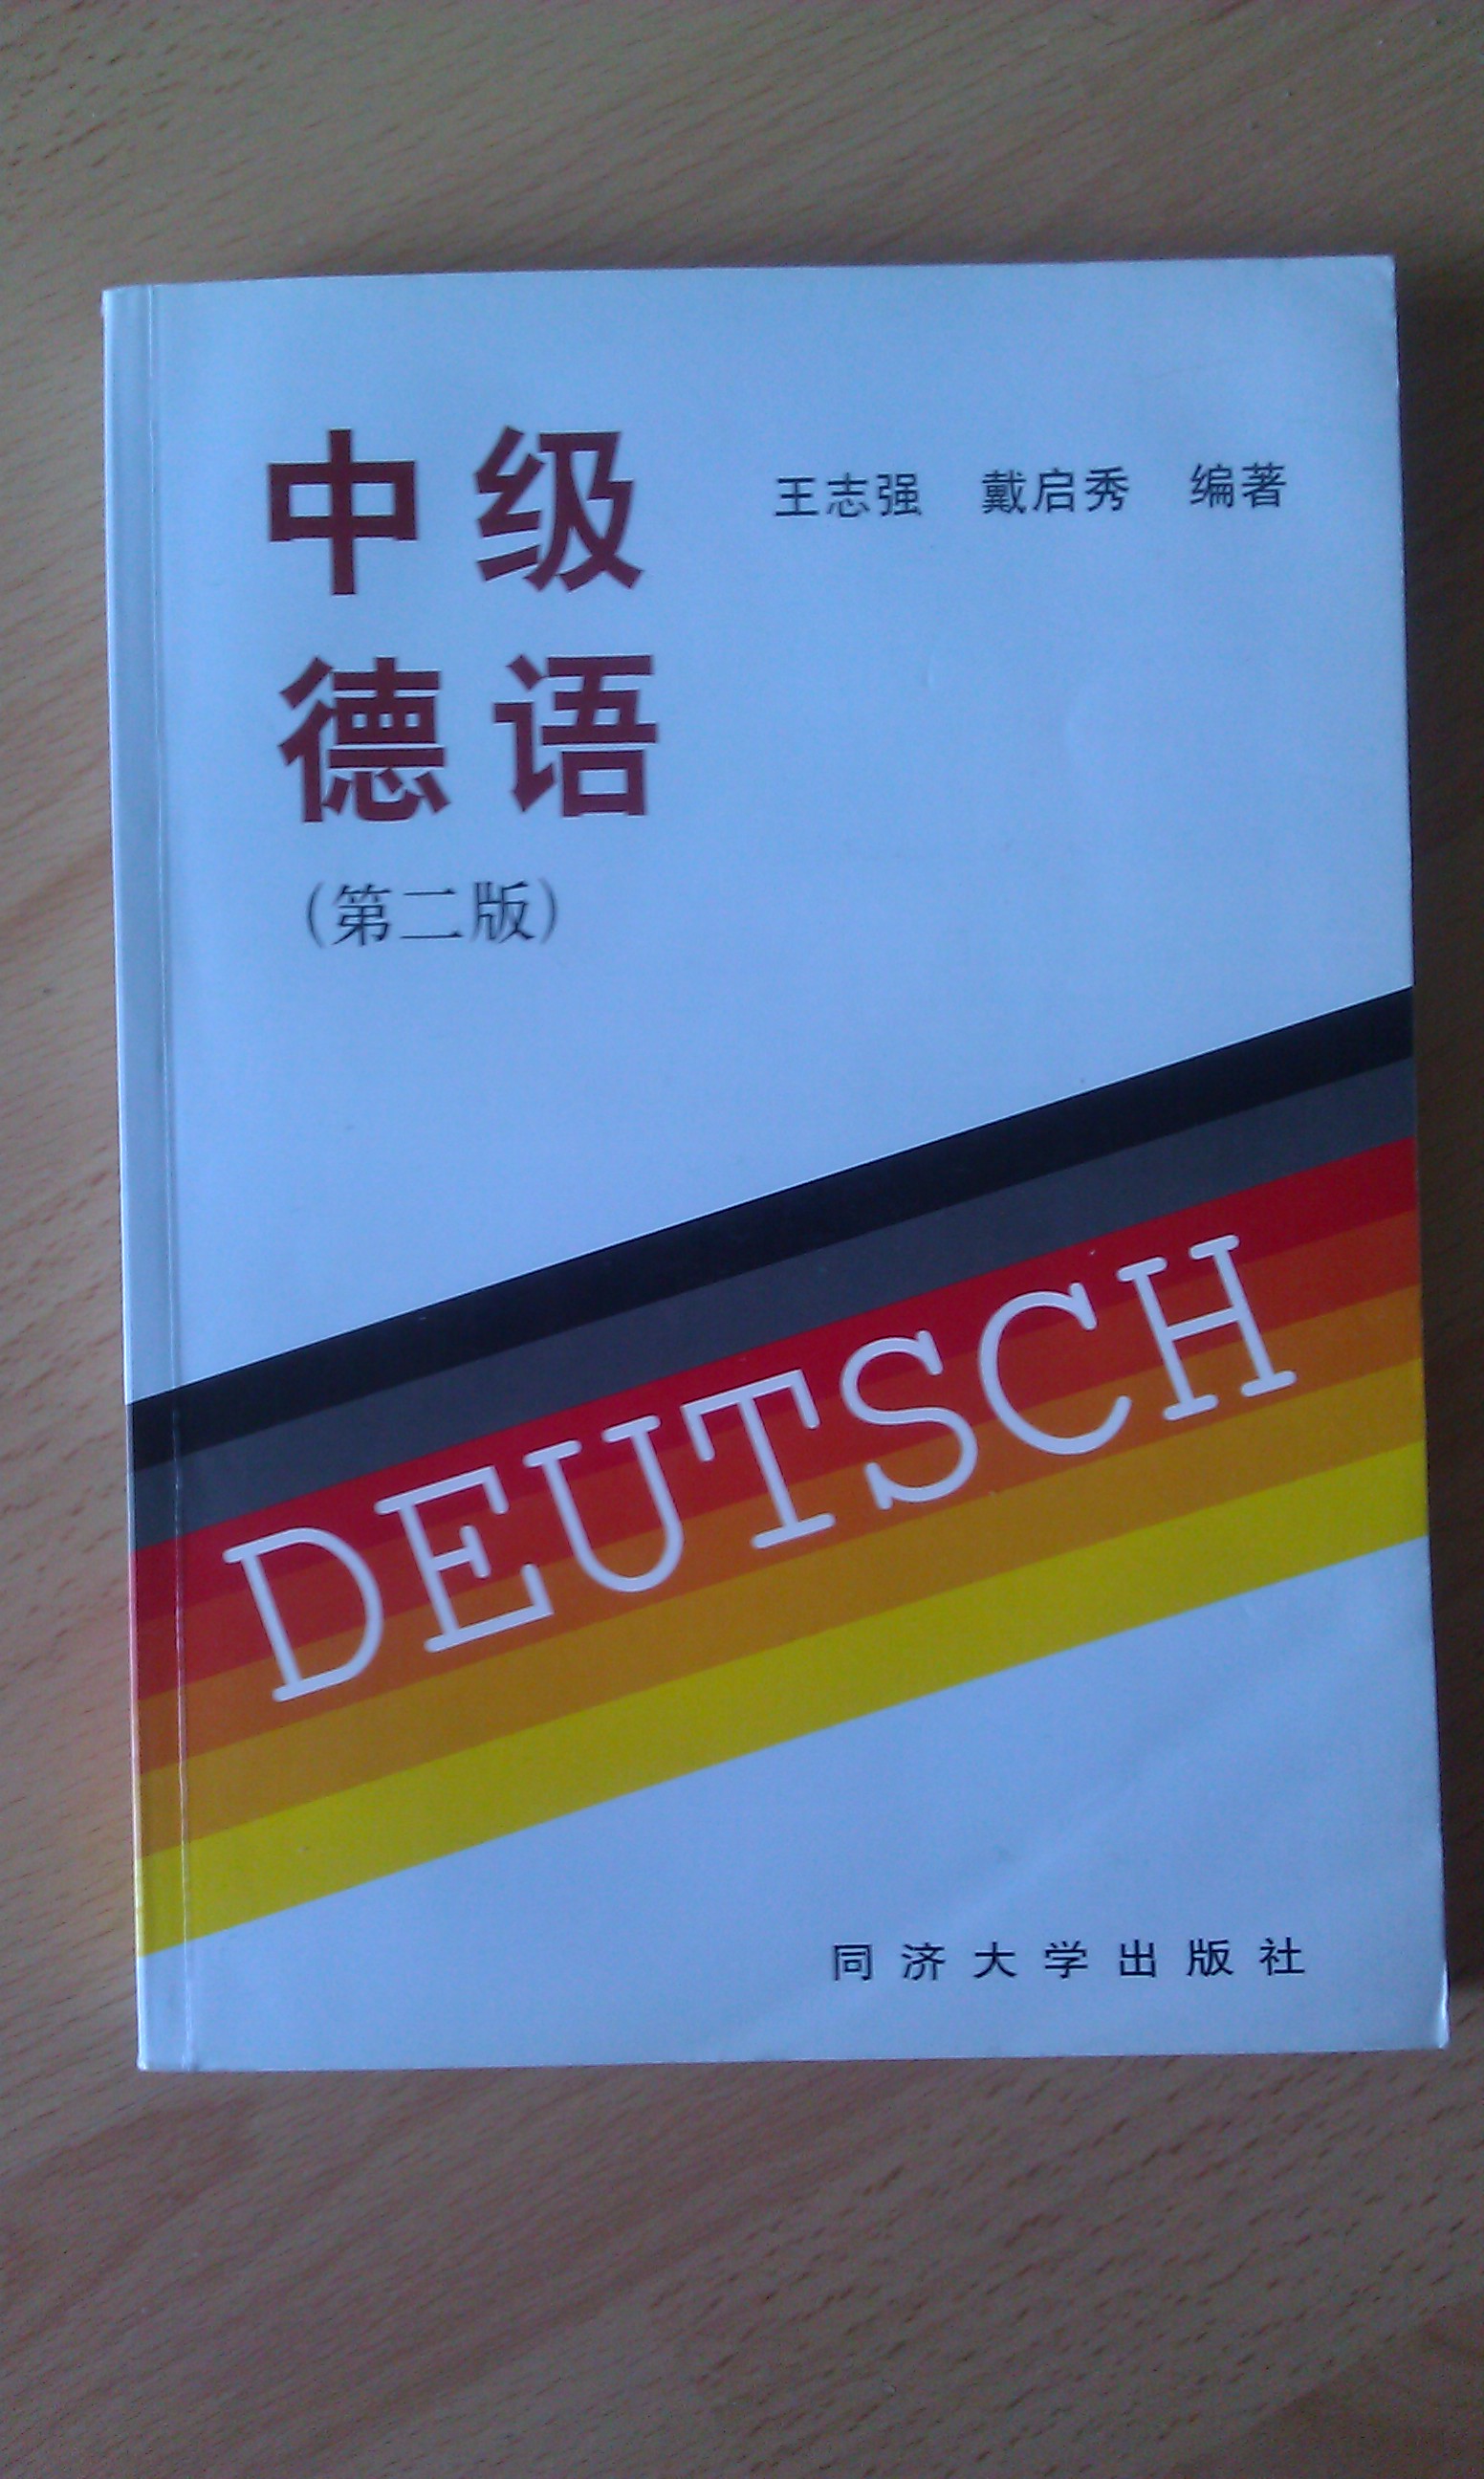 中级
德语
(第二版)
王志强 戴启秀 编著
DEUTSCH
同济大学出版社